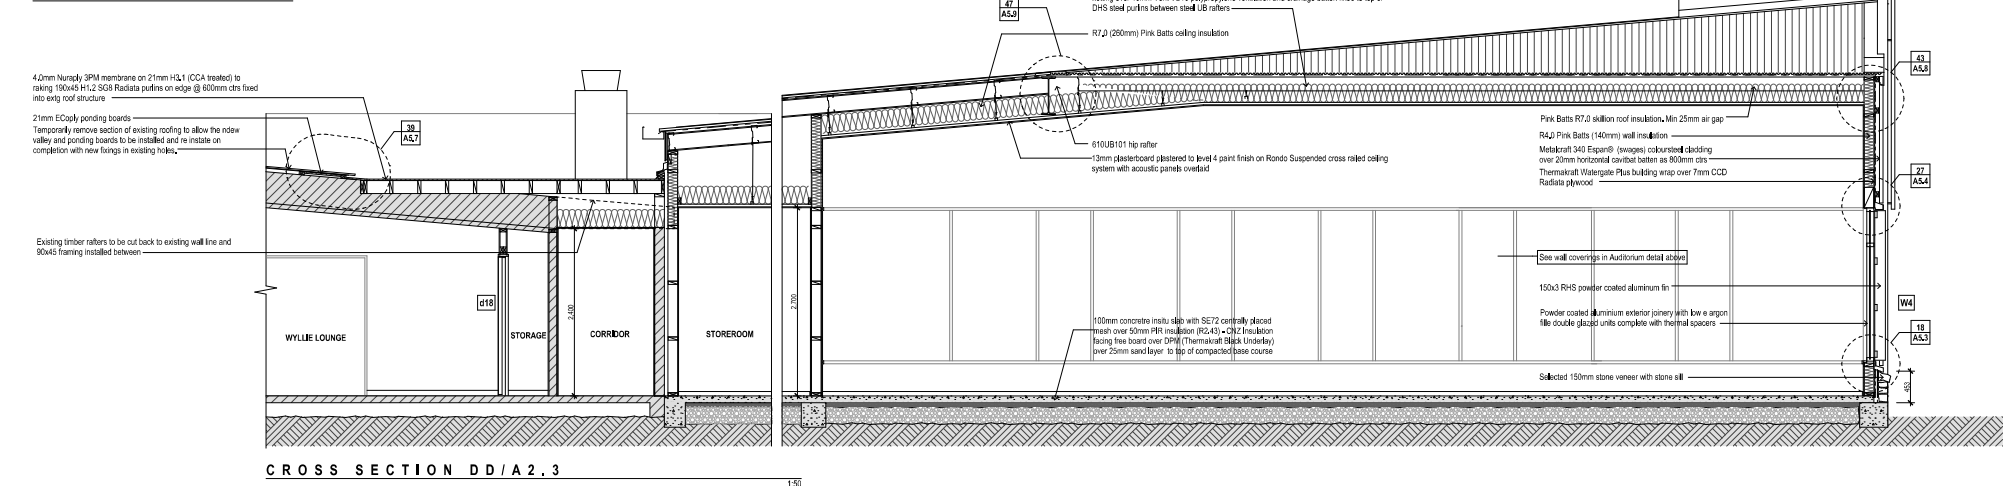 DHS steel purlins between steel UB rafters
47
A5.9
R7.0 (260mm) Pink Batts ceiling insulation
43
A5.8
4.0mm Nuraply 3PM membrane on 21mm H3.1 (CCA treated) to
raking 190x45 H1.2 SG8 Radiata purlins on edge @ 600mm ctrs fixed
into extg roof structure
21mm ECoply ponding boards
Temporarily remove section of existing roofing to allow the ndew
valley and ponding boards to be installed and re instate on
completion with new fixings in existing holes.
39
A5.7
610UB101 hip rafter
13mm plasterboard plastered to level 4 paint finish on Rondo Suspended cross railed ceiling
system with acoustic panels overlaid
Pink Batts R7.0 skillion roof insulation. Min 25mm air gap
R4.0 Pink Batts (140mm) wall insulation
Metalcraft 340 Espan® (swages) coloursteel cladding
over 20mm horizontal cavibat batten as 800mm ctrs
Thermakraft Watergate Plus building wrap over 7mm CCD
Radiata plywood
27
A5.4
Existing timber rafters to be cut back to existing wall line and
90x45 framing installed between
See wall coverings in Auditorium detail above
150x3 RHS powder coated aluminum fin
d18
2,400
2,700
W4
Powder coated aluminium exterior joinery with low e argon
fille double glazed units complete with thermal spacers
18
A5.3
WYLLIE LOUNGE
STORAGE
CORRIDOR
STOREROOM
100mm concretre insitu slab with SE72 centrally placed
mesh over 50mm PIR insulation (R2.43) - CNZ Insulation
facing free board over DPM (Thermakraft Black Underlay)
over 25mm sand layer to top of compacted base course
Selected 150mm stone veneer with stone sill
453
CROSS SECTION DD/A2.3
1:50